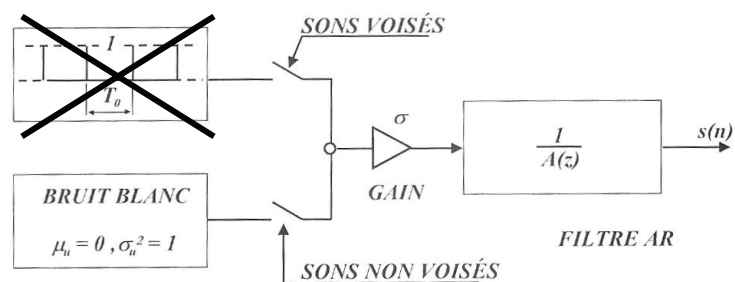 SONS VOISÉS
1
T₀
σ
1
A(z)
s(n)
GAIN
BRUIT BLANC
μᵤ = 0 , σᵤ² = 1
FILTRE AR
SONS NON VOISÉS